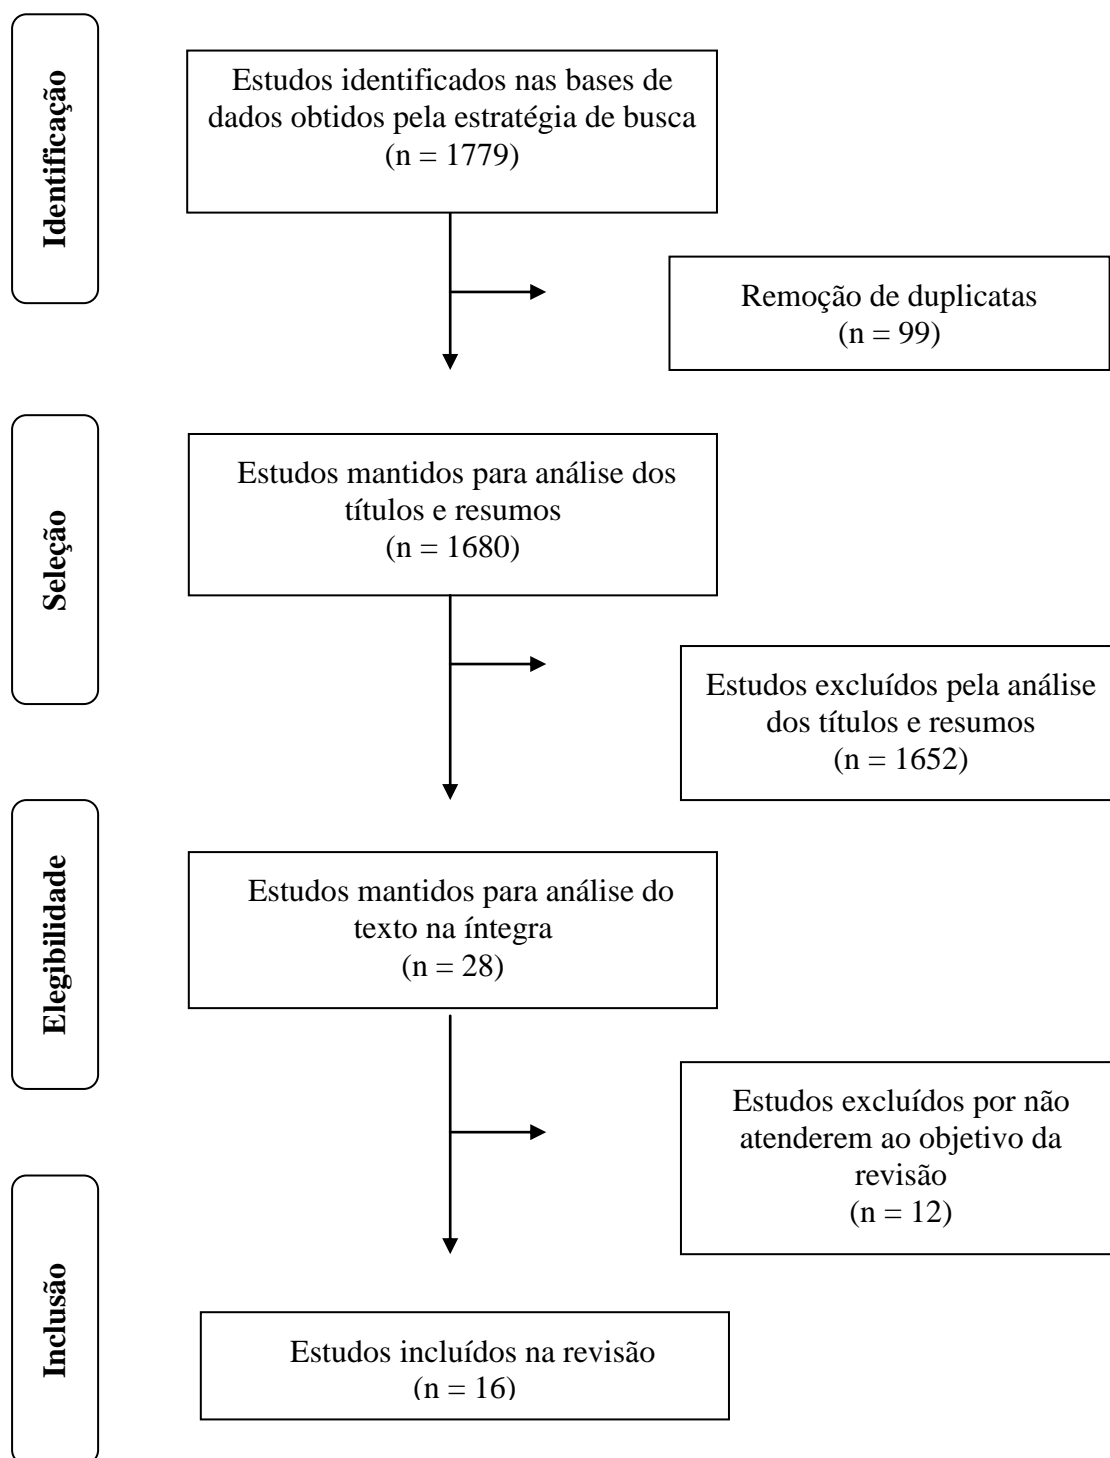 Identificação
Estudos identificados nas bases de
dados obtidos pela estratégia de busca
(n = 1779)
Remoção de duplicatas
(n = 99)
Seleção
Estudos mantidos para análise dos
títulos e resumos
(n = 1680)
Estudos excluídos pela análise
dos títulos e resumos
(n = 1652)
Elegibilidade
Estudos mantidos para análise do
texto na íntegra
(n = 28)
Estudos excluídos por não
atenderem ao objetivo da
revisão
(n = 12)
Inclusão
Estudos incluídos na revisão
(n = 16)